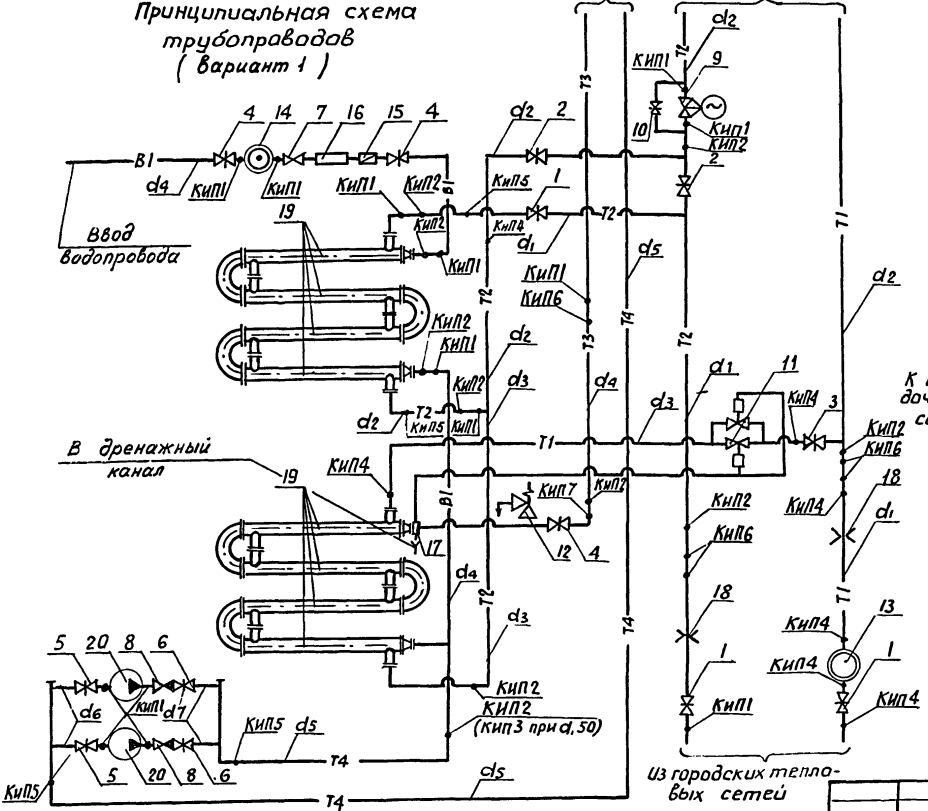 Принципиальная схема
трубопроводов
( вариант 1 )
Т3
Т2
d2
КИП1
9
10
КИП1
КИП2
2
4
14
7
16
15
4
d2
2
В1
d4
КИП1
КИП1
В1
Ввод
водопровода
КИП1
КИП2
КИП5
1
Т2
19
КИП2
КИП4
d1
КИП1
Т2
d5
Т1
КИП1
КИП6
Т4
d2
Т3
Т2
КИП2
КИП1
d2
d3
d4
d1
11
КИП4
3
d2
Т2
КИП2
КИП5
КИП1
d3
К
доч
се
Т1
КИП2
КИП6
В дренажный
канал
19
КИП4
В1
КИП7
КИП2
КИП4
18
17
12
4
КИП2
d1
КИП6
d4
Т2
18
Т1
d3
Т4
КИП4
13
5
20
8
6
КИП4
1
1
КИП2
d6
КИП1
d7
КИП2
(КИП3 при d,50)
КИП1
КИП4
КИП5
d5
Т4
5
20
8
6
КИП5
d5
Т4
Из городских тепло-
вых сетей